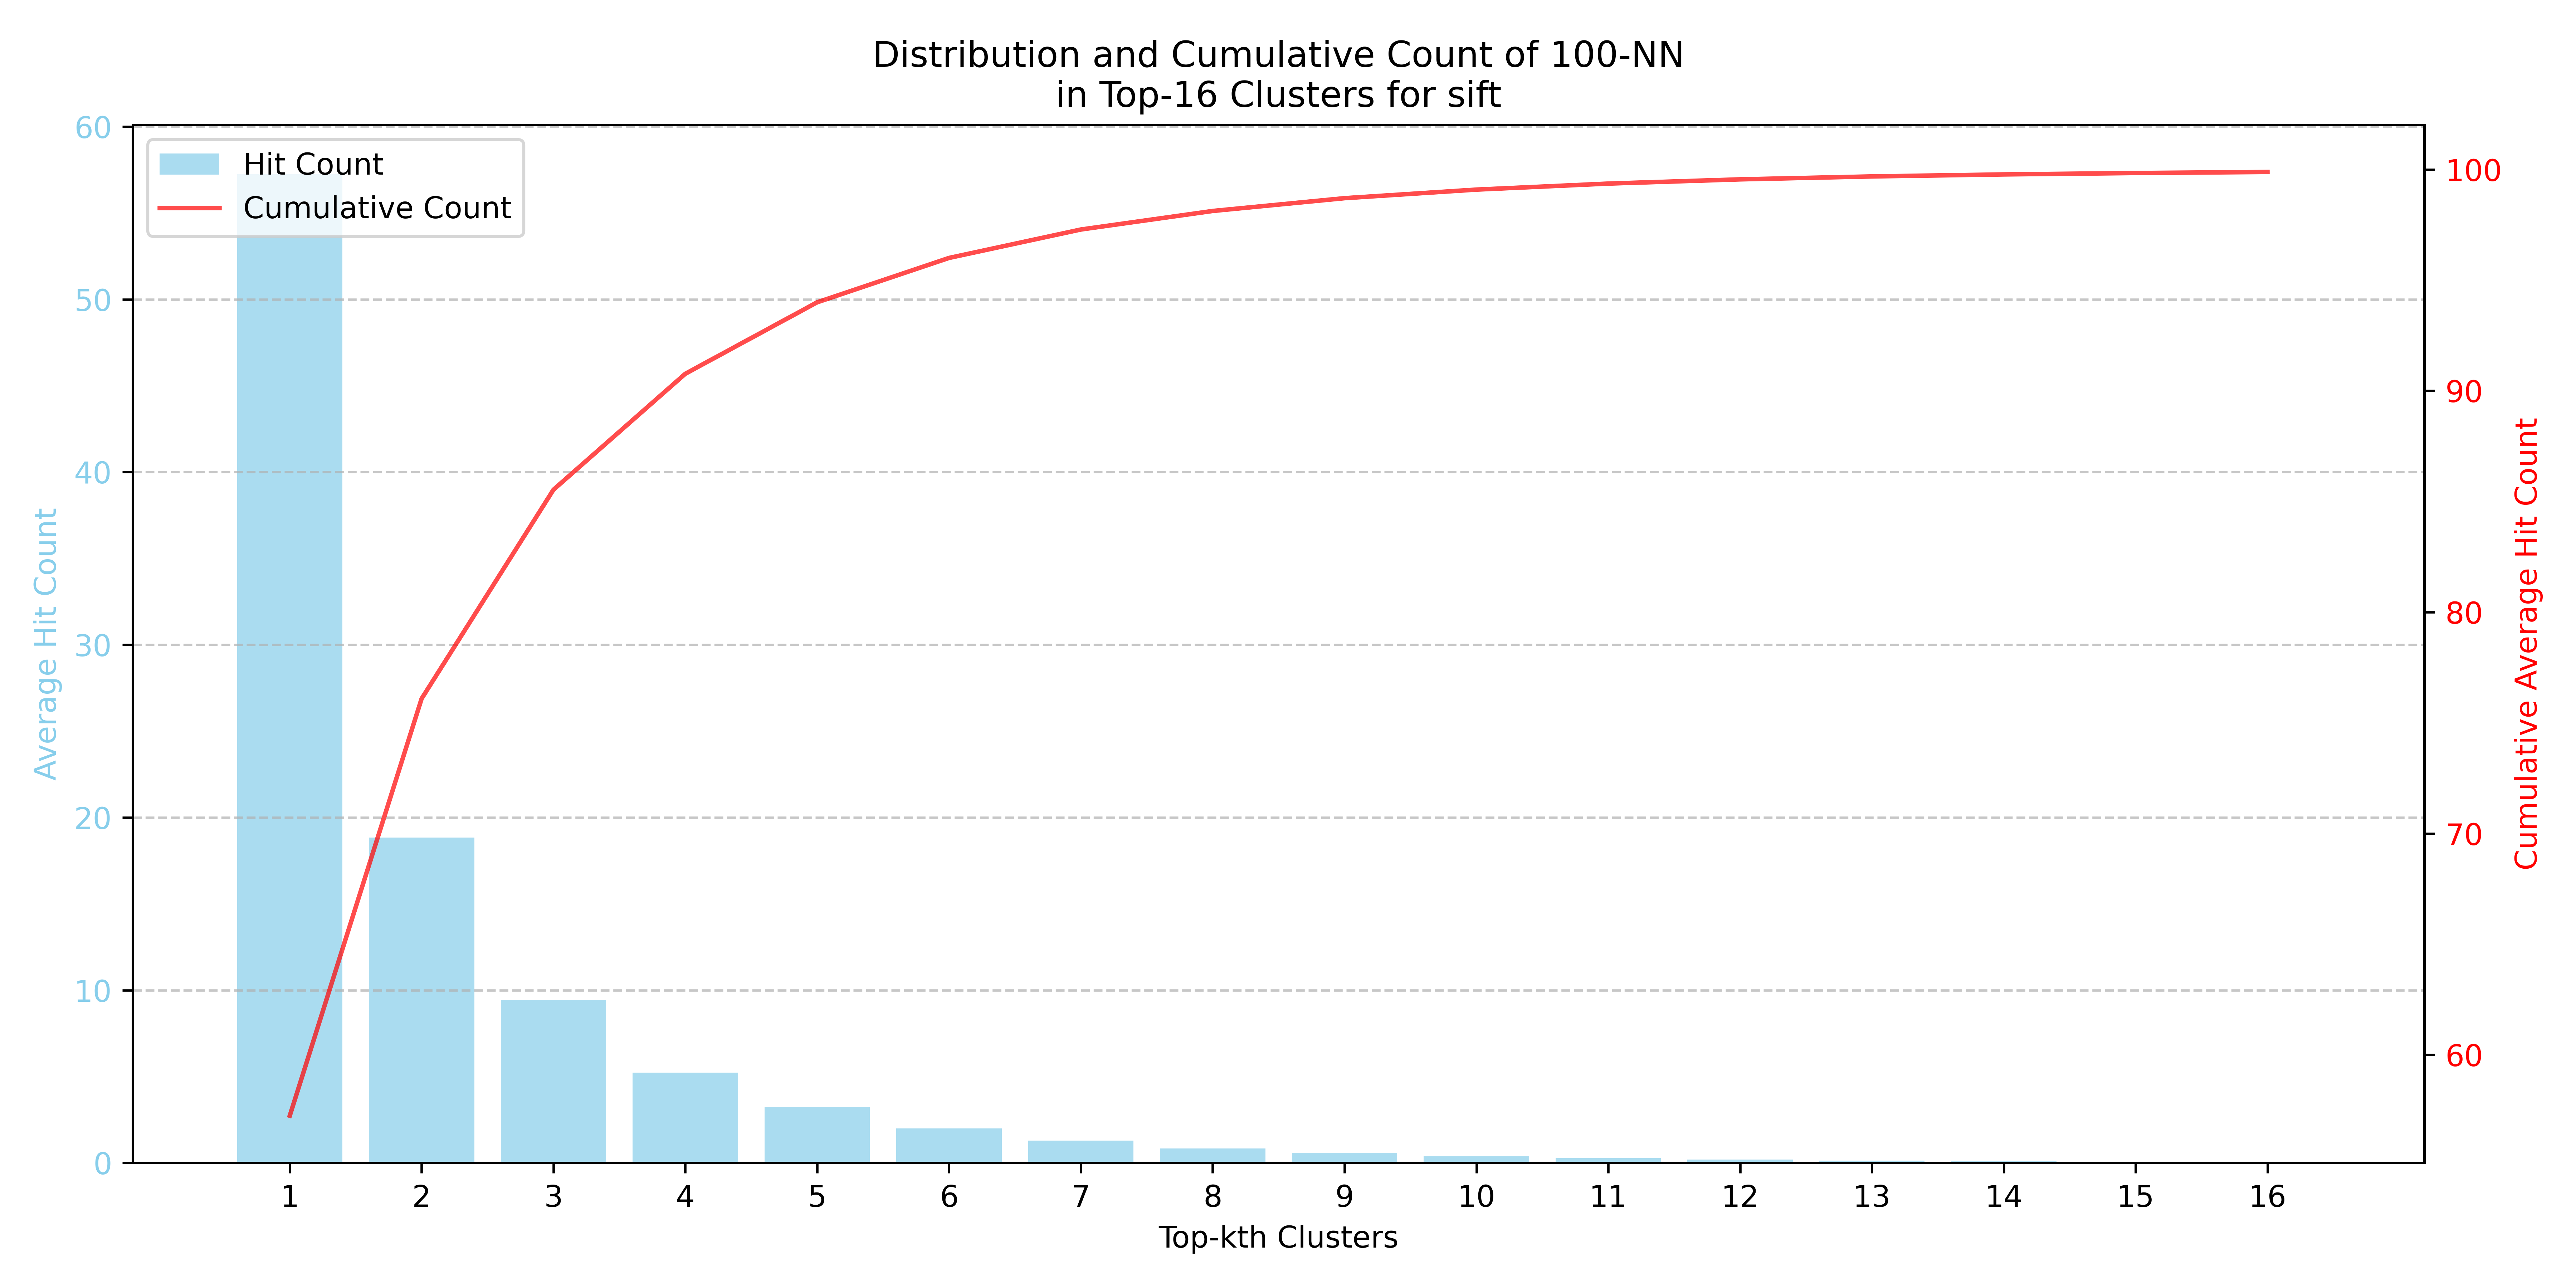 Distribution and Cumulative Count of 100-NN
in Top-16 Clusters for sift
Hit Count
Cumulative Count
Average Hit Count
60
50
40
30
20
10
0
100
90
80
70
60
Cumulative Average Hit Count
1 2 3 4 5 6 7 8 9 10 11 12 13 14 15 16
Top-kth Clusters